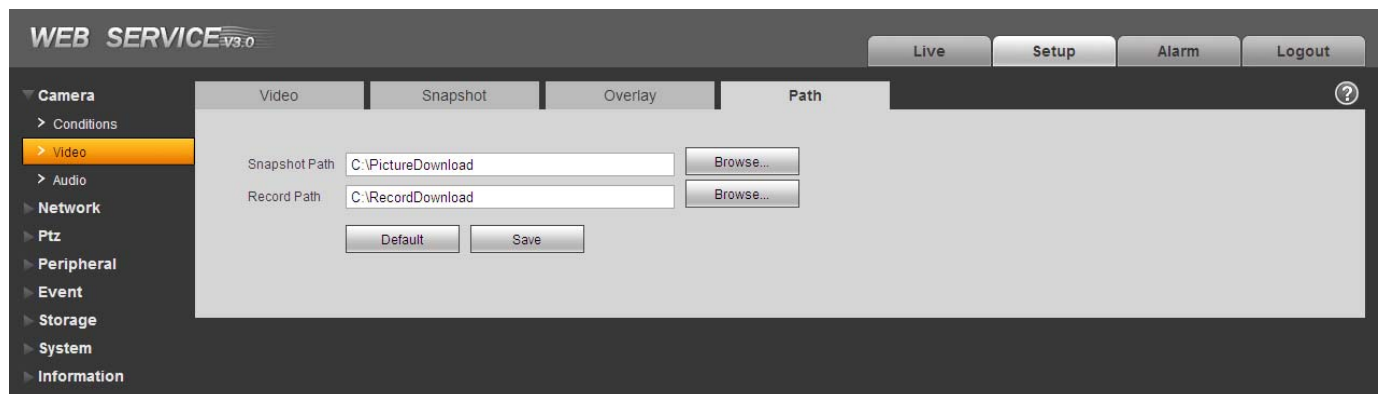 WEB SERVICE V3.0
Live Setup Alarm Logout
Camera
> Conditions
> Video
> Audio
Network
Ptz
Peripheral
Event
Storage
System
Information
Video Snapshot Overlay Path
?
Snapshot Path C:\PictureDownload Browse...
Record Path C:\RecordDownload Browse...
Default Save